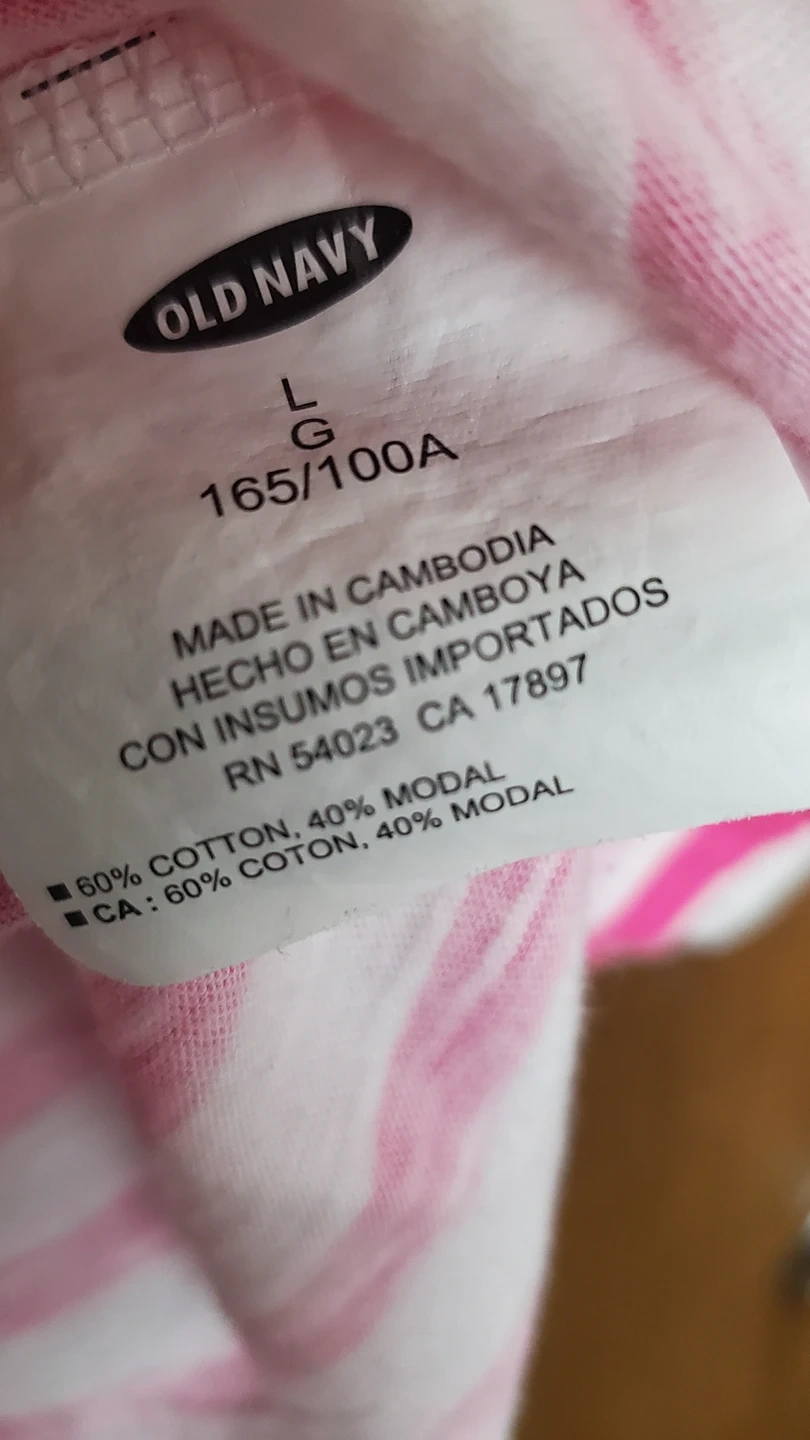 OLD NAVY
L
G
165/100A
MADE IN CAMBODIA
HECHO EN CAMBOYA
CON INSUMOS IMPORTADOS
RN 54023 CA 17897
■ 60% COTTON, 40% MODAL
■ CA : 60% COTON, 40% MODAL